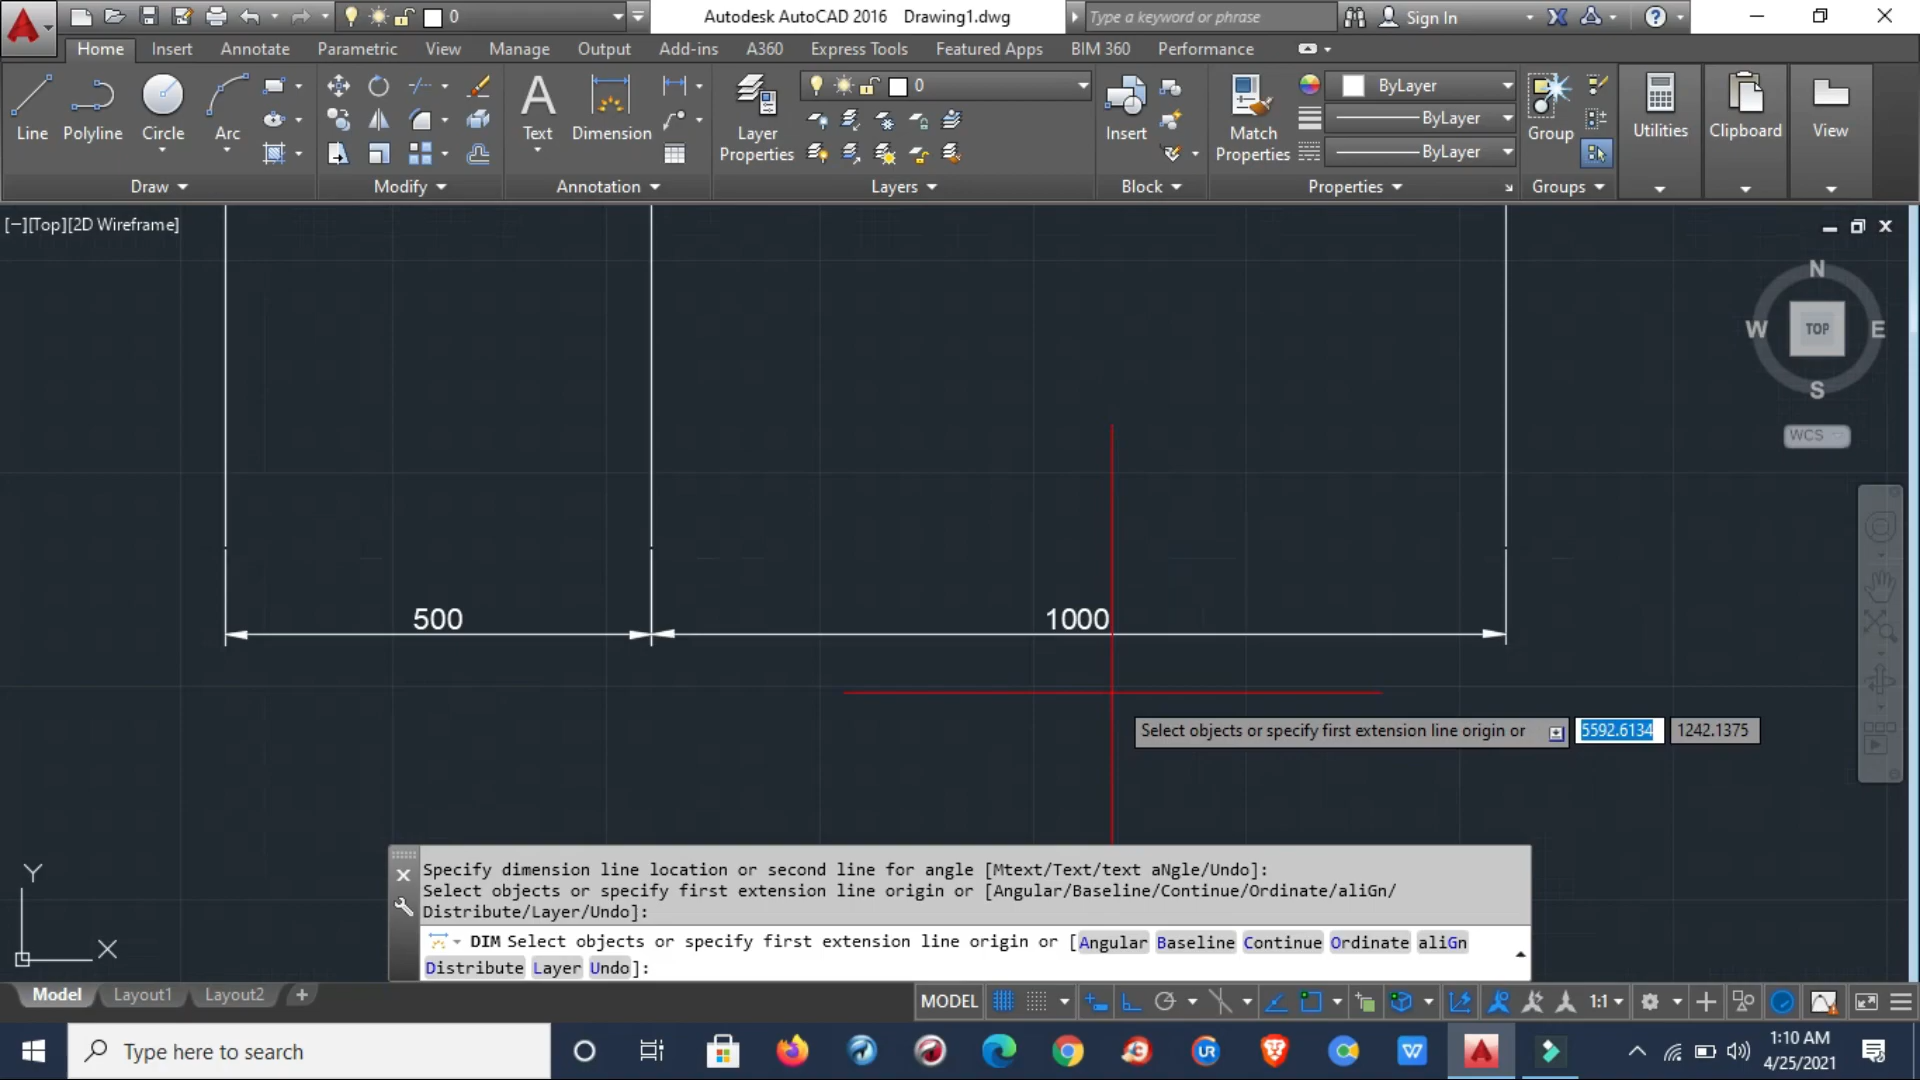 0
Autodesk AutoCAD 2016 Drawing1.dwg
Type a keyword or phrase
Sign In
Home Insert Annotate Parametric View Manage Output Add-ins A360 Express Tools Featured Apps BIM 360 Performance
Line
Polyline
Circle
Arc
Text
Dimension
Layer
Properties
0
Insert
Match
Properties
ByLayer
ByLayer
ByLayer
Group
Utilities
Clipboard
View
Draw
Modify
Annotation
Layers
Block
Properties
Groups
[−][Top][2D Wireframe]
N
W TOP E
S
WCS
500
1000
Select objects or specify first extension line origin or 5592.6134 1242.1375
Specify dimension line location or second line for angle [Mtext/Text/text aNgle/Undo]:
Select objects or specify first extension line origin or [Angular/Baseline/Continue/Ordinate/aliGn/
Distribute/Layer/Undo]:
DIM Select objects or specify first extension line origin or [Angular Baseline Continue Ordinate aliGn
Distribute Layer Undo]:
Y
X
Model Layout1 Layout2 +
MODEL 1:1
Type here to search
UR
W
1:10 AM
4/25/2021